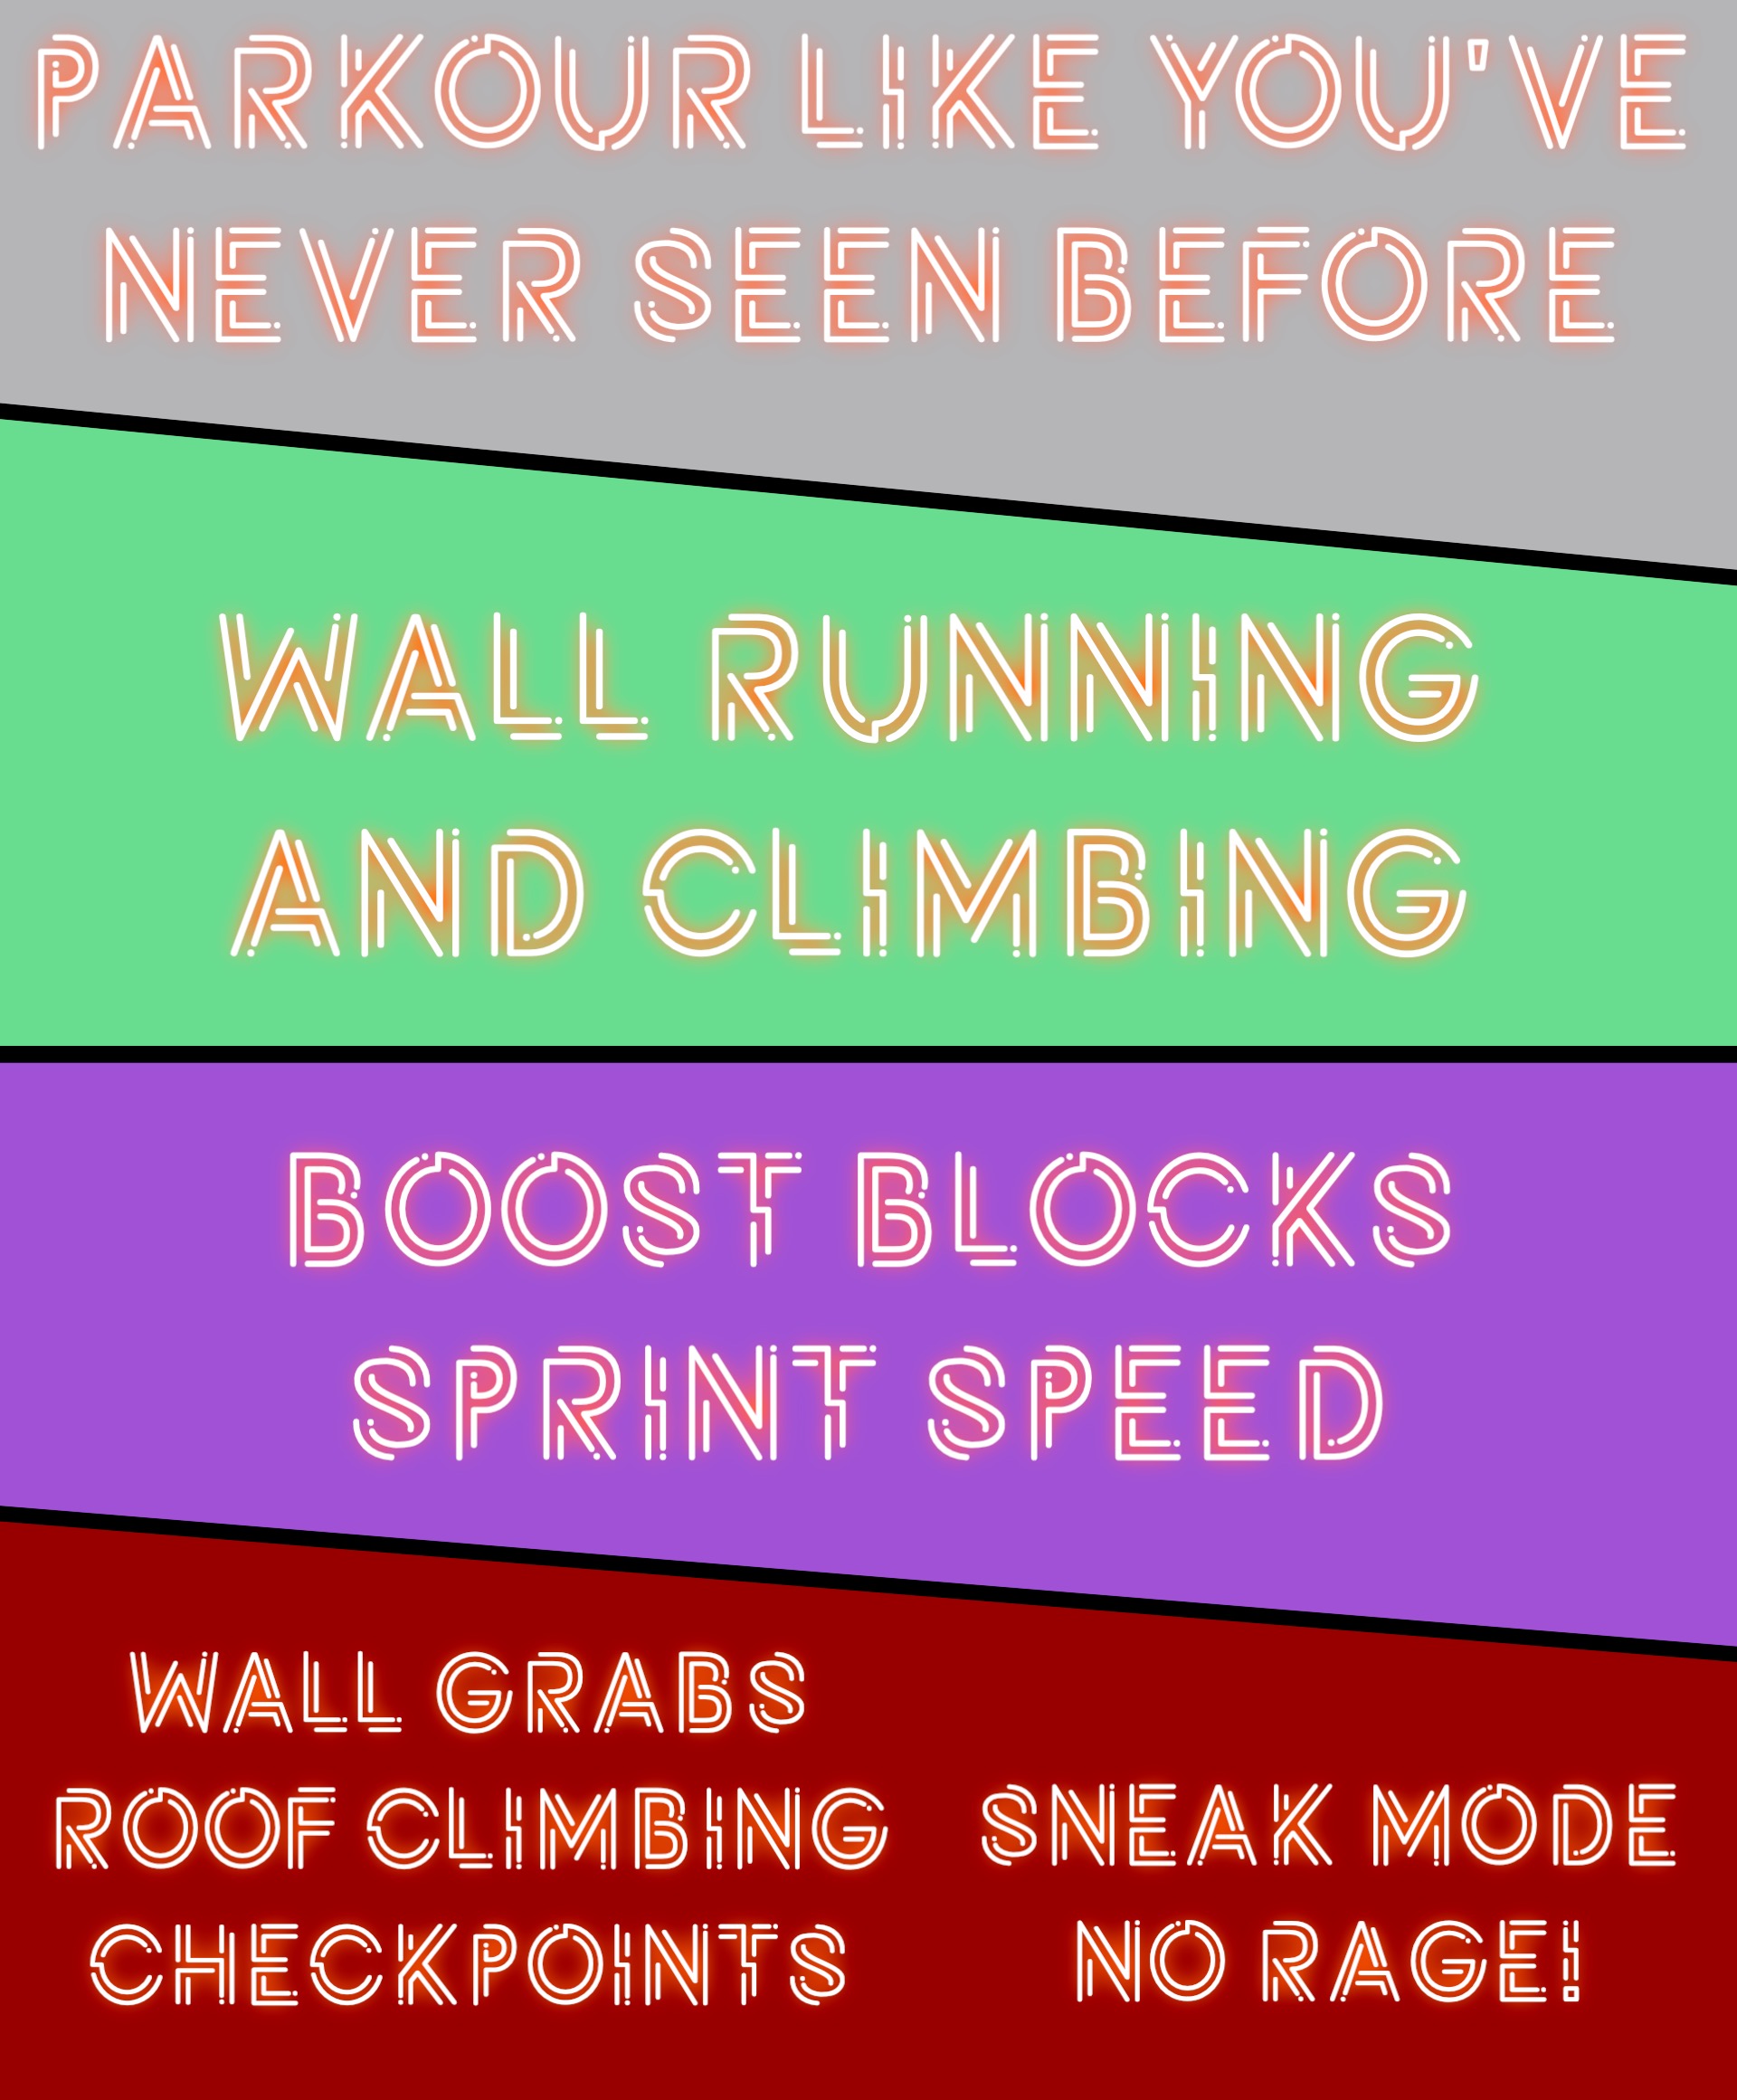 PARKOUR LIKE YOU'VE
NEVER SEEN BEFORE
WALL RUNNING
AND CLIMBING
BOOST BLOCKS
SPRINT SPEED
WALL GRABS
ROOF CLIMBING
CHECKPOINTS
SNEAK MODE
NO RAGE!